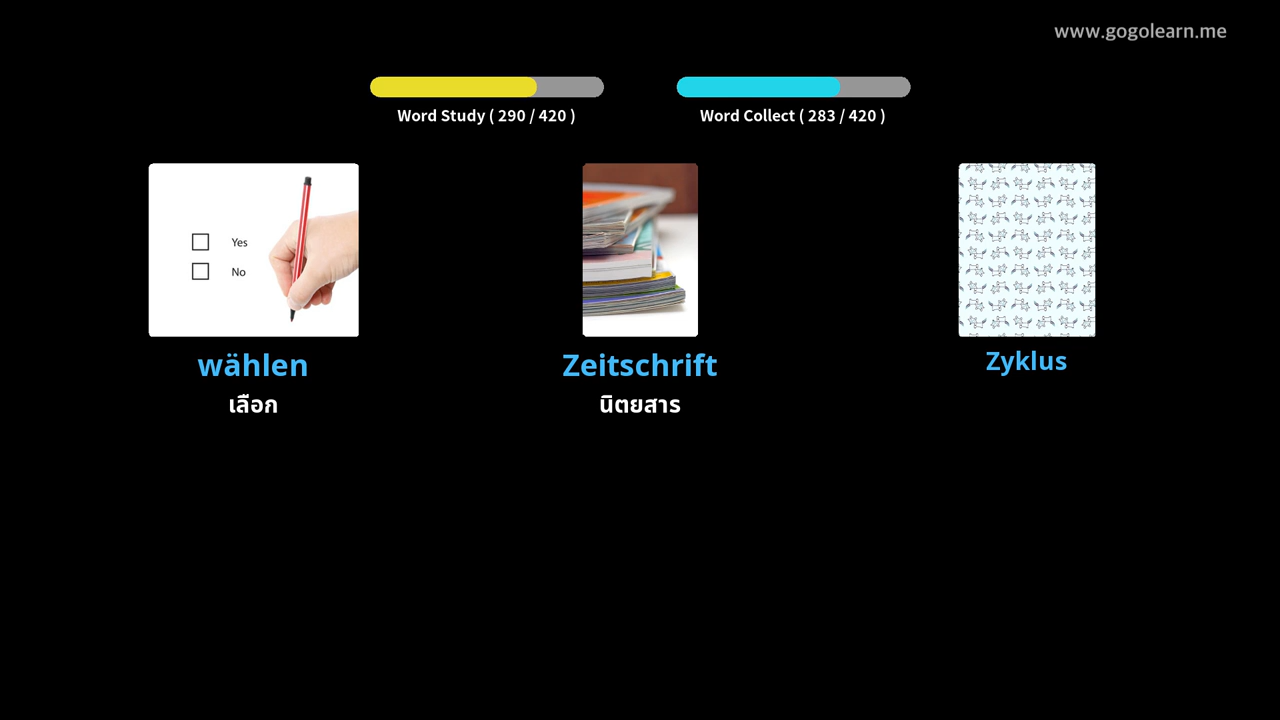 www.gogolearn.me
Word Study ( 290 / 420 )
Word Collect ( 283 / 420 )
Yes
No
wählen
เลือก
Zeitschrift
นิตยสาร
Zyklus